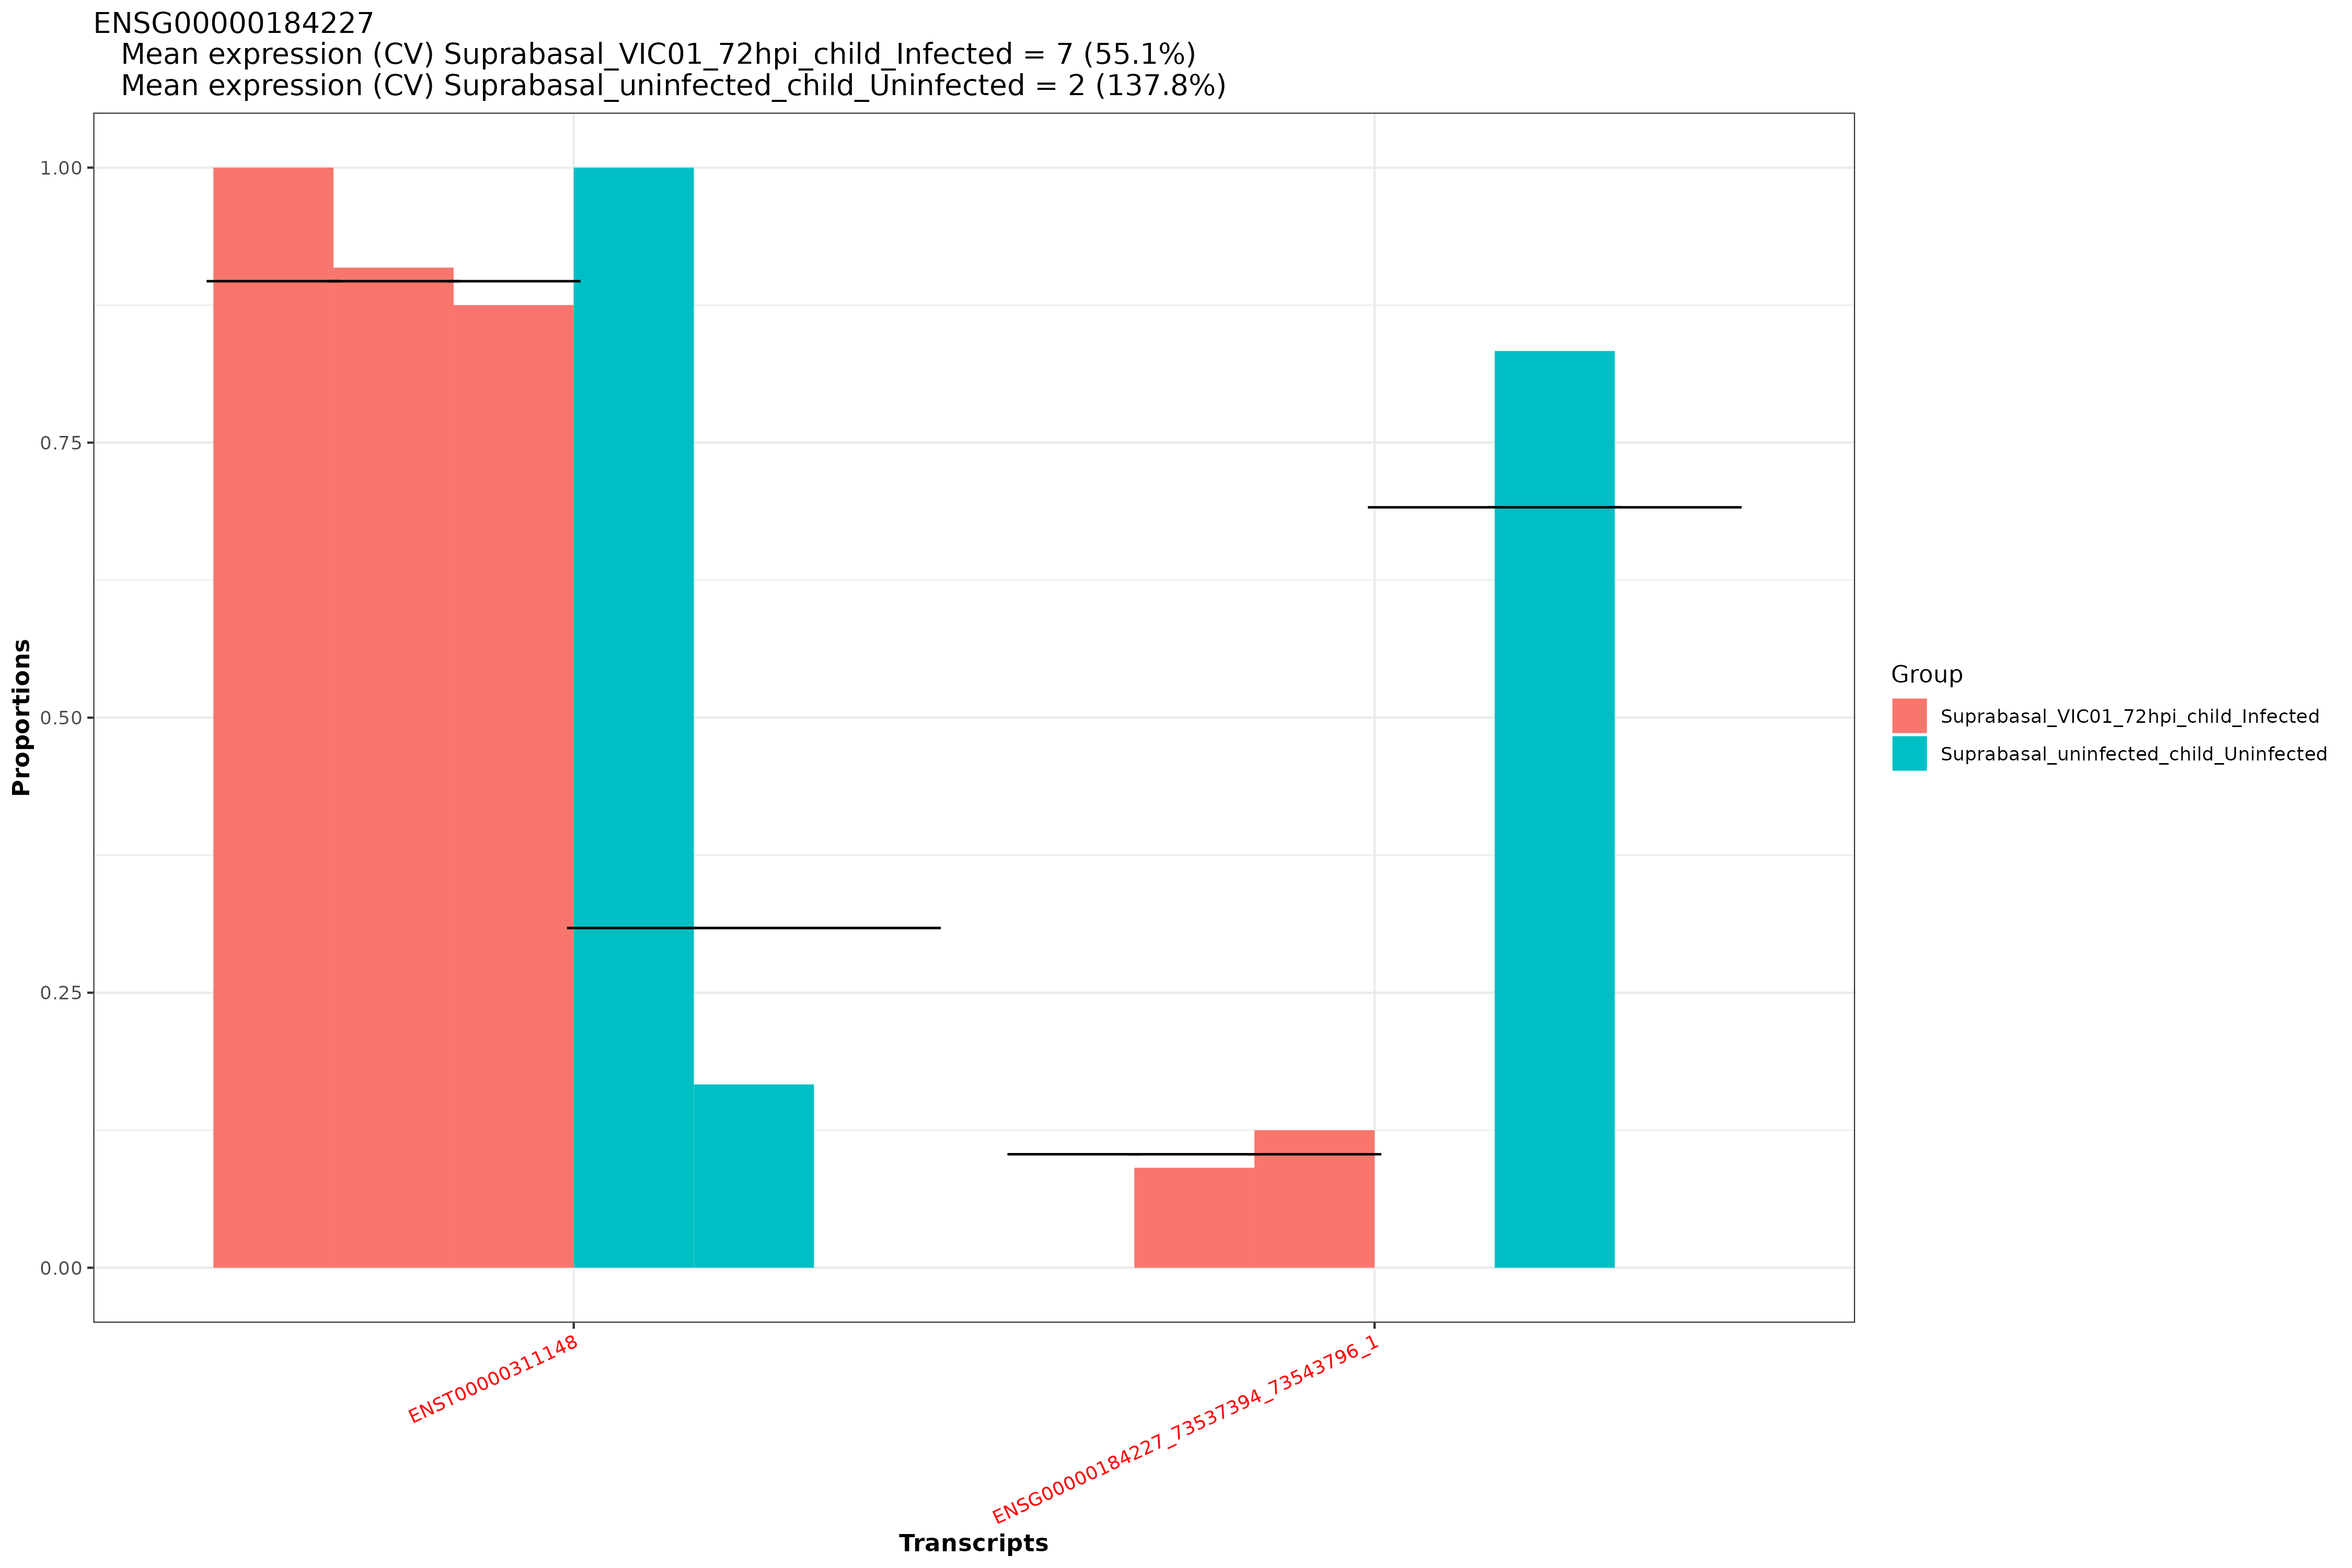 ENSG00000184227
Mean expression (CV) Suprabasal_VIC01_72hpi_child_Infected = 7 (55.1%)
Mean expression (CV) Suprabasal_uninfected_child_Uninfected = 2 (137.8%)
1.00
0.75
0.50
0.25
0.00
Proportions
ENST00000311148
ENSG00000184227_73537394_73543796_1
Transcripts
Group
Suprabasal_VIC01_72hpi_child_Infected
Suprabasal_uninfected_child_Uninfected